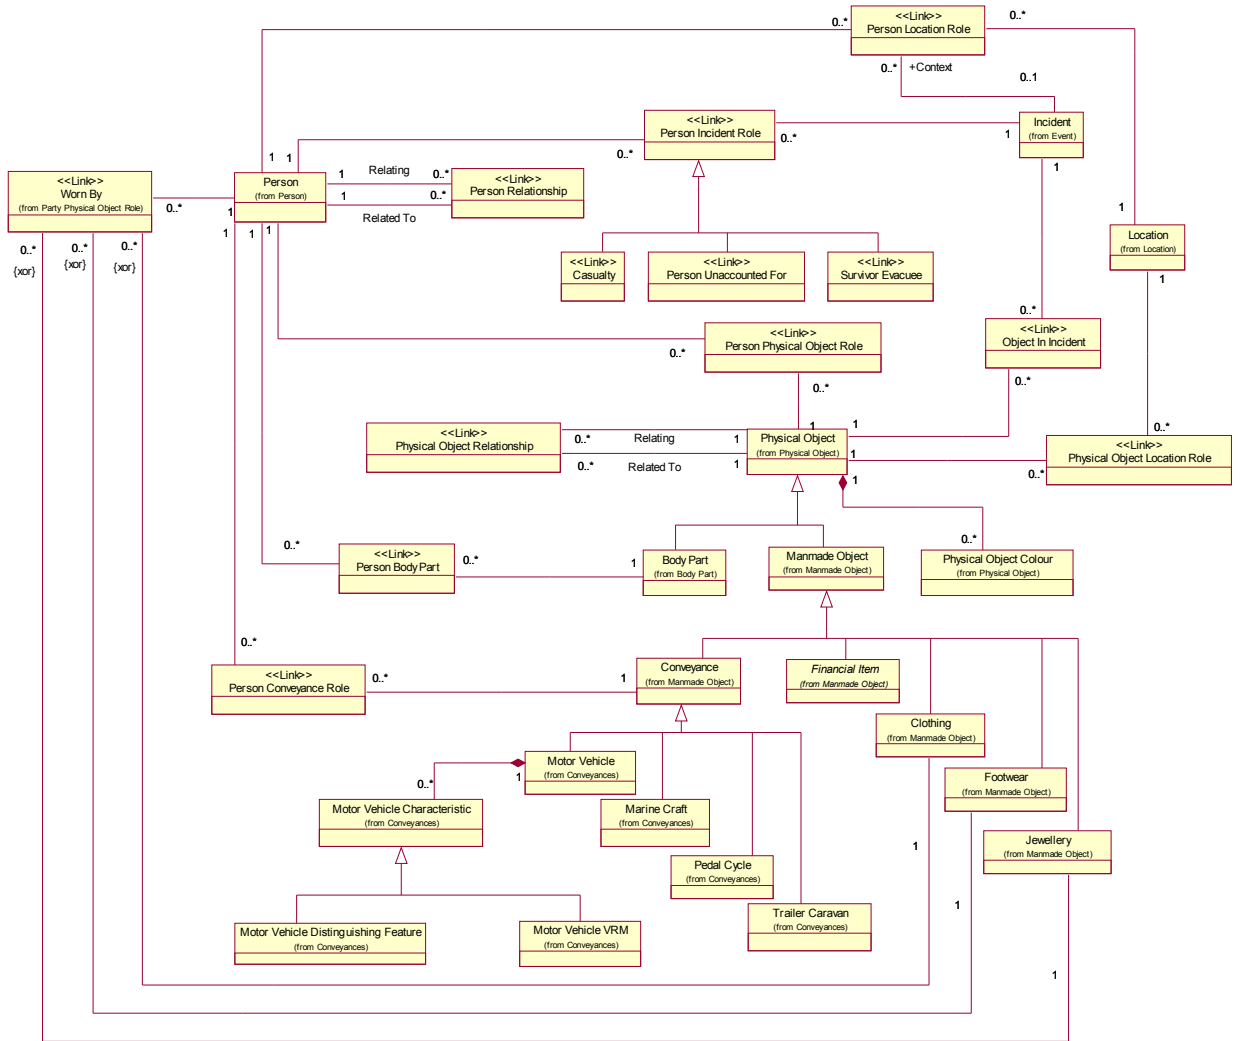 <<Link>>
Person Location Role
0..*
0..*
0..*
+Context
0..1
<<Link>>
Person Incident Role
0..*
0..*
1
Incident
(from Event)
1
1
1
<<Link>>
Worn By
(from Party Physical Object Role)
0..*
Person
(from Person)
1
Relating
0..*
1
0..*
Related To
<<Link>>
Person Relationship
1
1
1
1
0..*
{xor}
0..*
{xor}
0..*
{xor}
1
Location
(from Location)
1
<<Link>>
Casualty
<<Link>>
Person Unaccounted For
<<Link>>
Survivor Evacuee
0..*
<<Link>>
Person Physical Object Role
0..*
0..*
<<Link>>
Object In Incident
0..*
<<Link>>
Physical Object Relationship
0..*
Relating
1
0..*
Related To
1
1
Physical Object
(from Physical Object)
1
1
1
0..*
0..*
<<Link>>
Physical Object Location Role
0..*
<<Link>>
Person Body Part
0..*
1
Body Part
(from Body Part)
Manmade Object
(from Manmade Object)
0..*
Physical Object Colour
(from Physical Object)
0..*
<<Link>>
Person Conveyance Role
0..*
1
Conveyance
(from Manmade Object)
Financial Item
(from Manmade Object)
Clothing
(from Manmade Object)
Motor Vehicle
(from Conveyances)
1
0..*
Footwear
(from Manmade Object)
Motor Vehicle Characteristic
(from Conveyances)
Marine Craft
(from Conveyances)
Jewellery
(from Manmade Object)
1
Pedal Cycle
(from Conveyances)
1
Trailer Caravan
(from Conveyances)
Motor Vehicle Distinguishing Feature
(from Conveyances)
Motor Vehicle VRM
(from Conveyances)
1